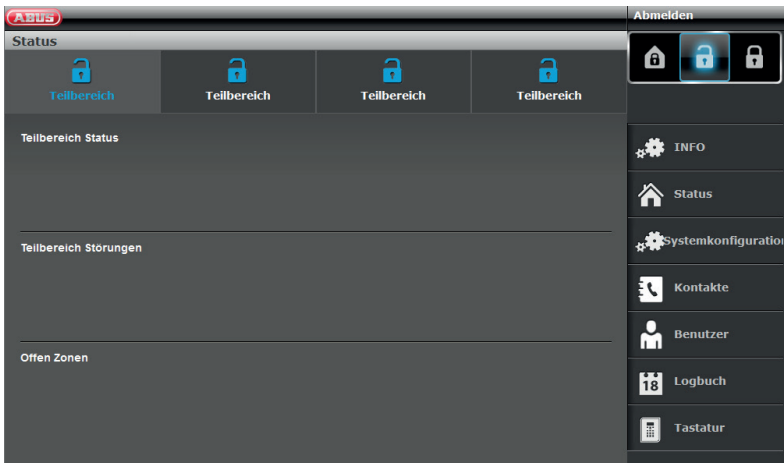 ABUS
Abmelden
Status
Teilbereich Teilbereich Teilbereich Teilbereich
Teilbereich Status
Teilbereich Störungen
Offen Zonen
INFO
Status
Systemkonfiguratio
Kontakte
Benutzer
18 Logbuch
Tastatur